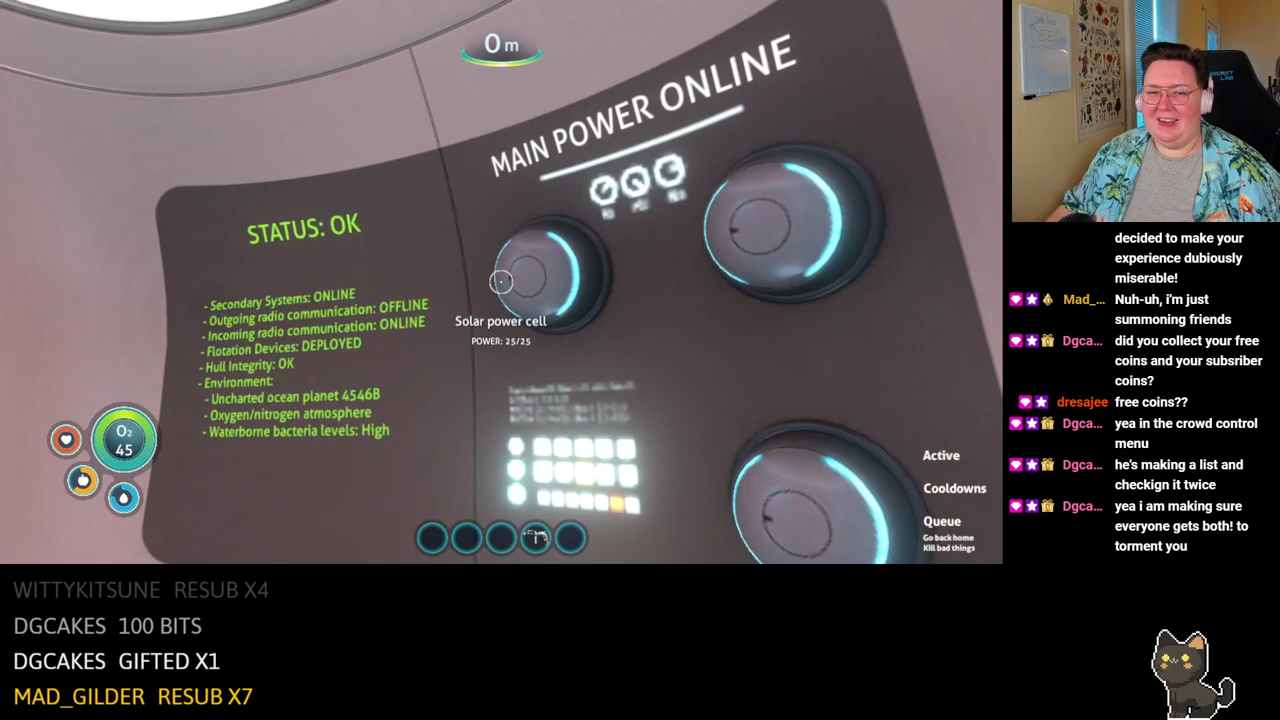 0 m
MAIN POWER ONLINE
STATUS: OK
- Secondary Systems: ONLINE
- Outgoing radio communication: OFFLINE
- Incoming radio communication: ONLINE
- Flotation Devices: DEPLOYED
- Hull Integrity: OK
- Environment:
- Uncharted ocean planet 4546B
- Oxygen/nitrogen atmosphere
- Waterborne bacteria levels: High
Solar power cell
POWER: 25/25
O2
45
Active
Cooldowns
Queue
Go back home
Kill bad things
decided to make your
experience dubiously
miserable!
Mad_... Nuh-uh, i'm just
summoning friends
Dgca... did you collect your free
coins and your subsriber
coins?
dresajee free coins??
Dgca... yea in the crowd control
menu
Dgca... he's making a list and
checkign it twice
Dgca... yea i am making sure
everyone gets both! to
torment you
WITTYKITSUNE RESUB X4
DGCAKES 100 BITS
DGCAKES GIFTED X1
MAD_GILDER RESUB X7